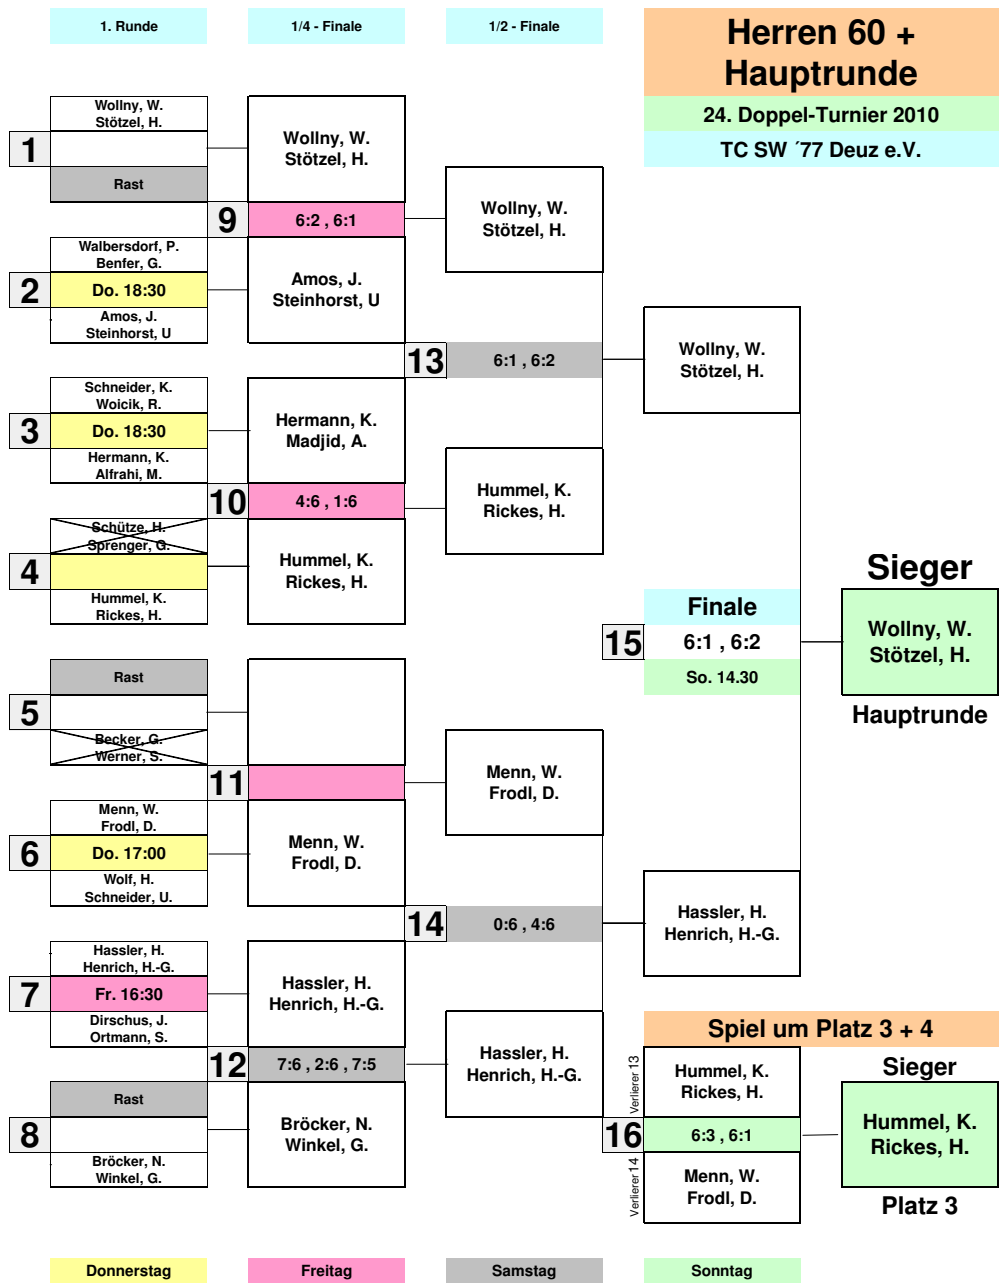 1. Runde
1/4 - Finale
1/2 - Finale
Herren 60 +
Hauptrunde
24. Doppel-Turnier 2010
TC SW ´77 Deuz e.V.
Wollny, W.
Stötzel, H.
1
Rast
Wollny, W.
Stötzel, H.
9
6:2 , 6:1
Wollny, W.
Stötzel, H.
Walbersdorf, P.
Benfer, G.
2
Do. 18:30
Amos, J.
Steinhorst, U
Amos, J.
Steinhorst, U
13
6:1 , 6:2
Wollny, W.
Stötzel, H.
Schneider, K.
Woicik, R.
3
Do. 18:30
Hermann, K.
Alfrahi, M.
Hermann, K.
Madjid, A.
10
4:6 , 1:6
Hummel, K.
Rickes, H.
Schütze, H.
Sprenger, G.
4
Hummel, K.
Rickes, H.
Hummel, K.
Rickes, H.
Sieger
Finale
15
6:1 , 6:2
So. 14.30
Wollny, W.
Stötzel, H.
Hauptrunde
Rast
5
Becker, G.
Werner, S.
11
Menn, W.
Frodl, D.
Menn, W.
Frodl, D.
6
Do. 17:00
Wolf, H.
Schneider, U.
Menn, W.
Frodl, D.
14
0:6 , 4:6
Hassler, H.
Henrich, H.-G.
Hassler, H.
Henrich, H.-G.
7
Fr. 16:30
Dirschus, J.
Ortmann, S.
Hassler, H.
Henrich, H.-G.
12
7:6 , 2:6 , 7:5
Hassler, H.
Henrich, H.-G.
Rast
8
Bröcker, N.
Winkel, G.
Bröcker, N.
Winkel, G.
Spiel um Platz 3 + 4
Verlierer 13
Hummel, K.
Rickes, H.
16
6:3 , 6:1
Verlierer 14
Menn, W.
Frodl, D.
Sieger
Hummel, K.
Rickes, H.
Platz 3
Donnerstag
Freitag
Samstag
Sonntag